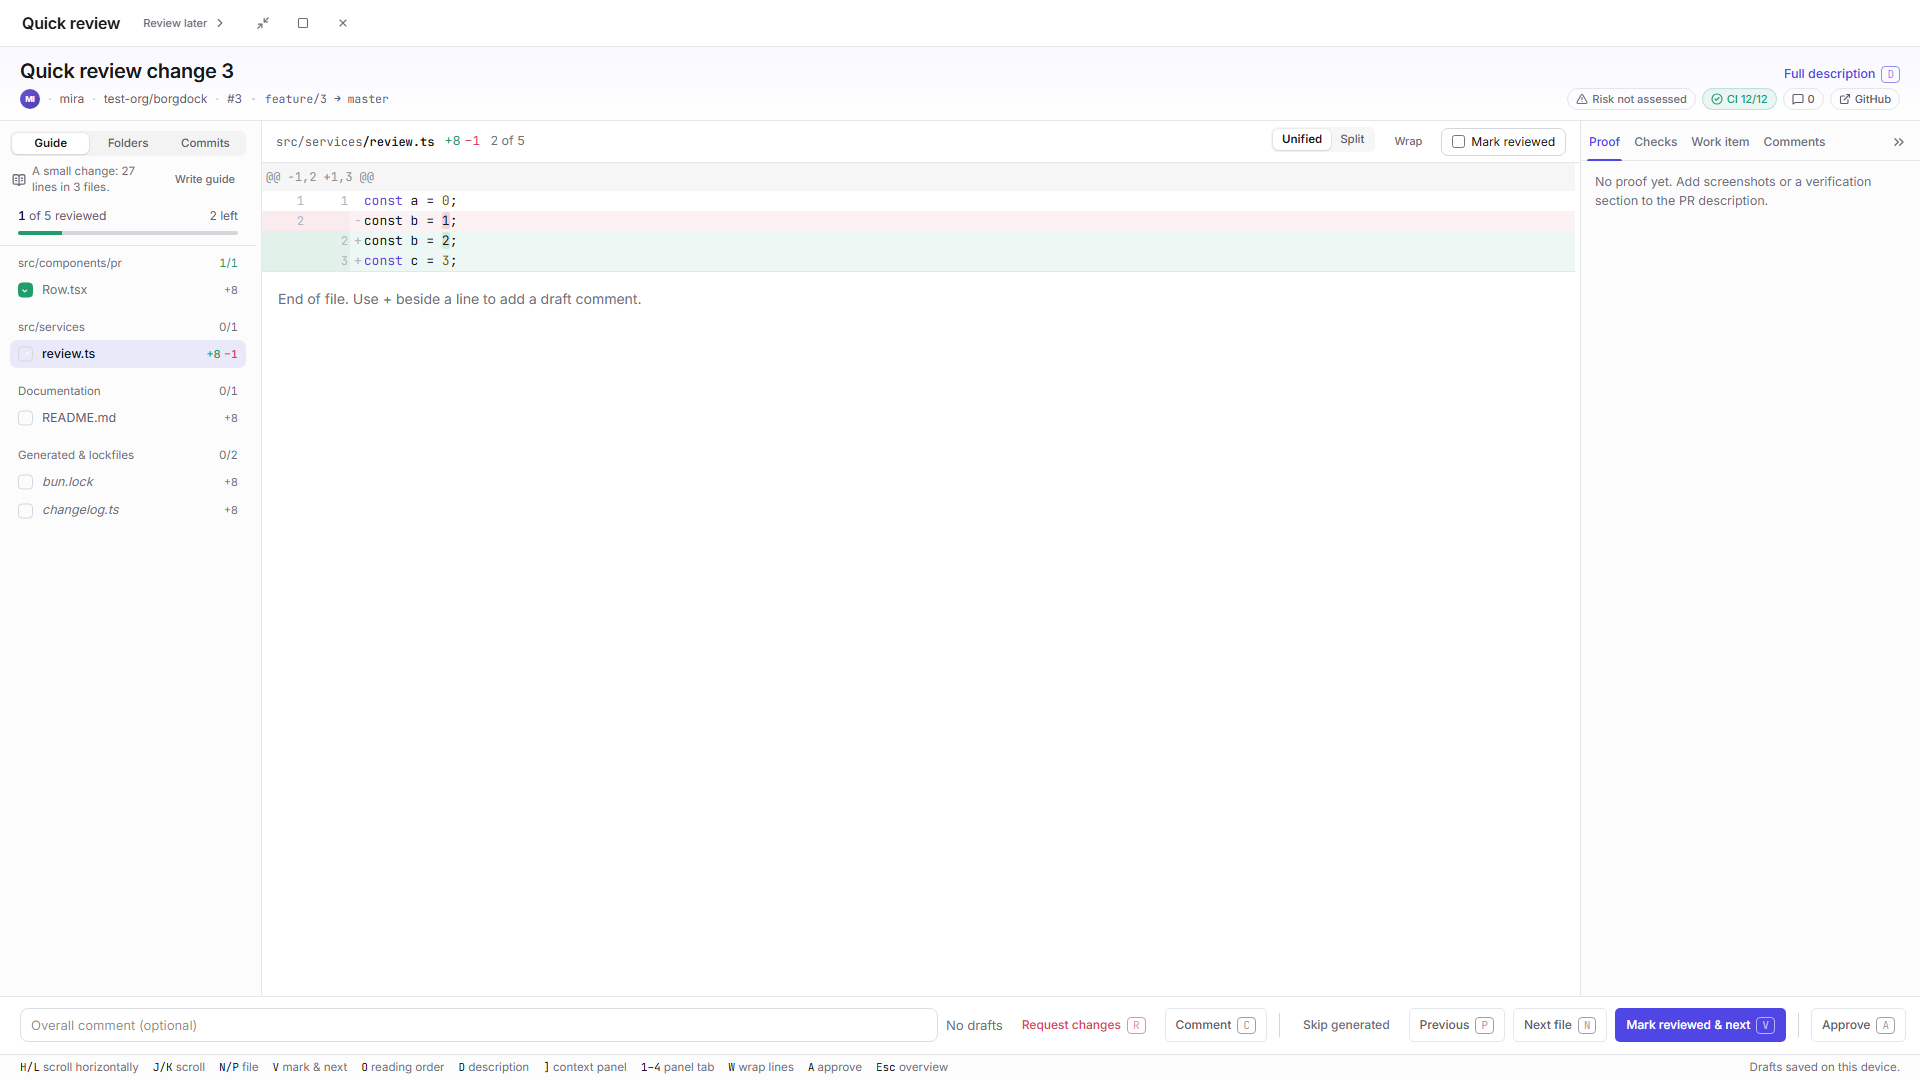 Quick review Review later
Quick review change 3
Full description D
MI · mira · test-org/borgdock · #3 · feature/3 → master
Risk not assessed CI 12/12 0 GitHub
Guide Folders Commits
A small change: 27 lines in 3 files.
Write guide
1 of 5 reviewed 2 left
src/components/pr 1/1
Row.tsx +8
src/services 0/1
review.ts +8 −1
Documentation 0/1
README.md +8
Generated & lockfiles 0/2
bun.lock +8
changelog.ts +8
src/services/review.ts +8 −1 2 of 5 Unified Split Wrap Mark reviewed
@@ -1,2 +1,3 @@
1 1 const a = 0;
2 -const b = 1;
2 +const b = 2;
3 +const c = 3;
End of file. Use + beside a line to add a draft comment.
Proof Checks Work item Comments
No proof yet. Add screenshots or a verification
section to the PR description.
Overall comment (optional) No drafts Request changes R Comment C Skip generated Previous P Next file N Mark reviewed & next V Approve A
H/L scroll horizontally J/K scroll N/P file V mark & next O reading order D description ] context panel 1–4 panel tab W wrap lines A approve Esc overview Drafts saved on this device.